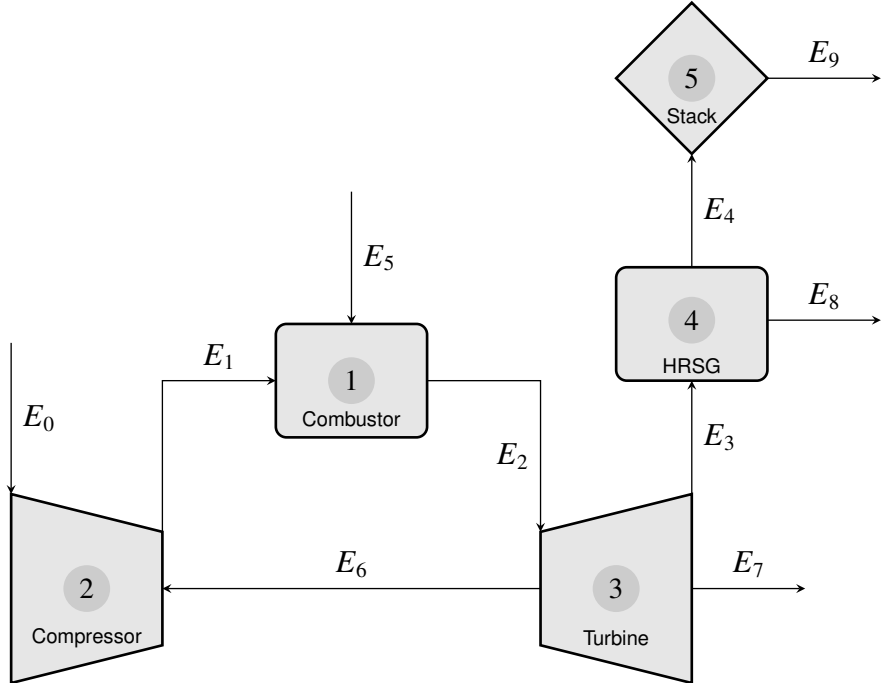 5
Stack
E₉
E₄
E₅
4
HRSG
E₈
E₁
1
Combustor
E₀
E₂
E₃
E₆
E₇
2
Compressor
3
Turbine